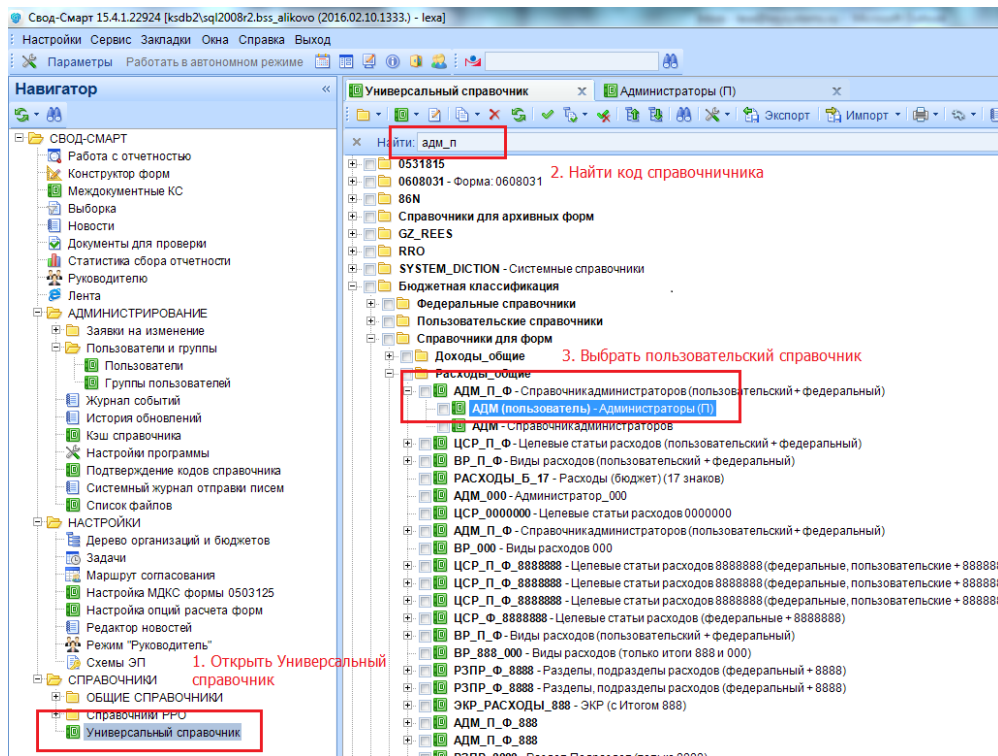 Свод-Смарт 15.4.1.22924 [ksdb2\sql2008r2.bss_alikovo (2016.02.10.1333.) - lexa]
Настройки Сервис Закладки Окна Справка Выход
Параметры Работать в автономном режиме
Навигатор
СВОД-СМАРТ
Работа с отчетностью
Конструктор форм
Междокументные КС
Выборка
Новости
Документы для проверки
Статистика сбора отчетности
Руководителю
Лента
АДМИНИСТРИРОВАНИЕ
Заявки на изменение
Пользователи и группы
Пользователи
Группы пользователей
Журнал событий
История обновлений
Кэш справочника
Настройки программы
Подтверждение кодов справочника
Системный журнал отправки писем
Список файлов
НАСТРОЙКИ
Дерево организаций и бюджетов
Задачи
Маршрут согласования
Настройка МДКС формы 0503125
Настройка опций расчета форм
Редактор новостей
Режим "Руководитель"
Схемы ЭП
1. Открыть Универсальный
справочник
СПРАВОЧНИКИ
ОБЩИЕ СПРАВОЧНИКИ
Справочники РРО
Универсальный справочник
Универсальный справочник x Администраторы (П) x
Экспорт Импорт
x Найти: адм_п
2. Найти код справочничника
0531815
0608031 - Форма: 0608031
86N
Справочники для архивных форм
GZ_REES
RRO
SYSTEM_DICTION - Системные справочники
Бюджетная классификация
Федеральные справочники
Пользовательские справочники
Справочники для форм
Доходы_общие
3. Выбрать пользовательский справочник
Расходы_общие
АДМ_П_Ф - Справочникадминистраторов (пользовательский + федеральный)
АДМ (пользователь) - Администраторы (П)
АДМ - Справочникадминистраторов
ЦСР_П_Ф - Целевые статьи расходов (пользовательский + федеральный)
ВР_П_Ф - Виды расходов (пользовательский + федеральный)
РАСХОДЫ_Б_17 - Расходы (бюджет) (17 знаков)
АДМ_000 - Администратор_000
ЦСР_0000000 - Целевые статьи расходов 0000000
АДМ_П_Ф - Справочникадминистраторов (пользовательский + федеральный)
ВР_000 - Виды расходов 000
ЦСР_П_Ф_8888888 - Целевые статьи расходов 8888888 (федеральные, пользовательские + 888888
ЦСР_П_Ф_8888888 - Целевые статьи расходов 8888888 (федеральные, пользовательские + 888888
ЦСР_П_Ф_8888888 - Целевые статьи расходов 8888888 (федеральные, пользовательские + 888888
ЦСР_Ф_8888888 - Целевые статьи расходов (федеральные + 8888888)
ВР_П_Ф - Виды расходов (пользовательский + федеральный)
ВР_888_000 - Виды расходов (только итоги 888 и 000)
РЗПР_Ф_8888 - Разделы, подразделы расходов (федеральный + 8888)
РЗПР_Ф_8888 - Разделы, подразделы расходов (федеральный + 8888)
ЭКР_РАСХОДЫ_888 - ЭКР (с Итогом 888)
АДМ_П_Ф_888
АДМ_П_Ф_888